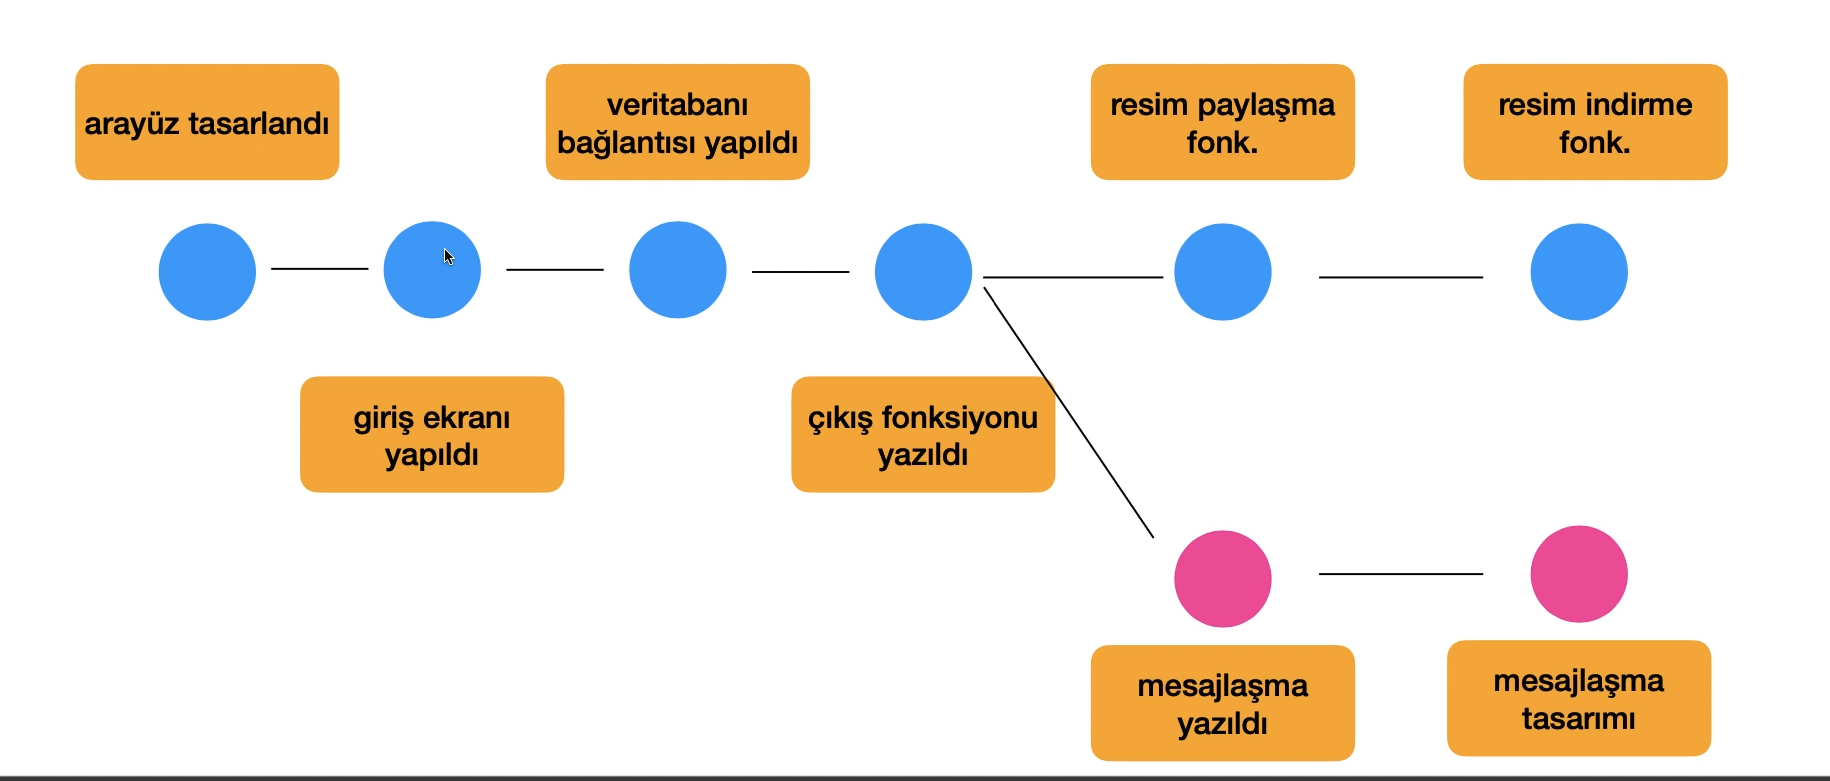 arayüz tasarlandı
veritabanı
bağlantısı yapıldı
resim paylaşma
fonk.
resim indirme
fonk.
giriş ekranı
yapıldı
çıkış fonksiyonu
yazıldı
mesajlaşma
yazıldı
mesajlaşma
tasarımı